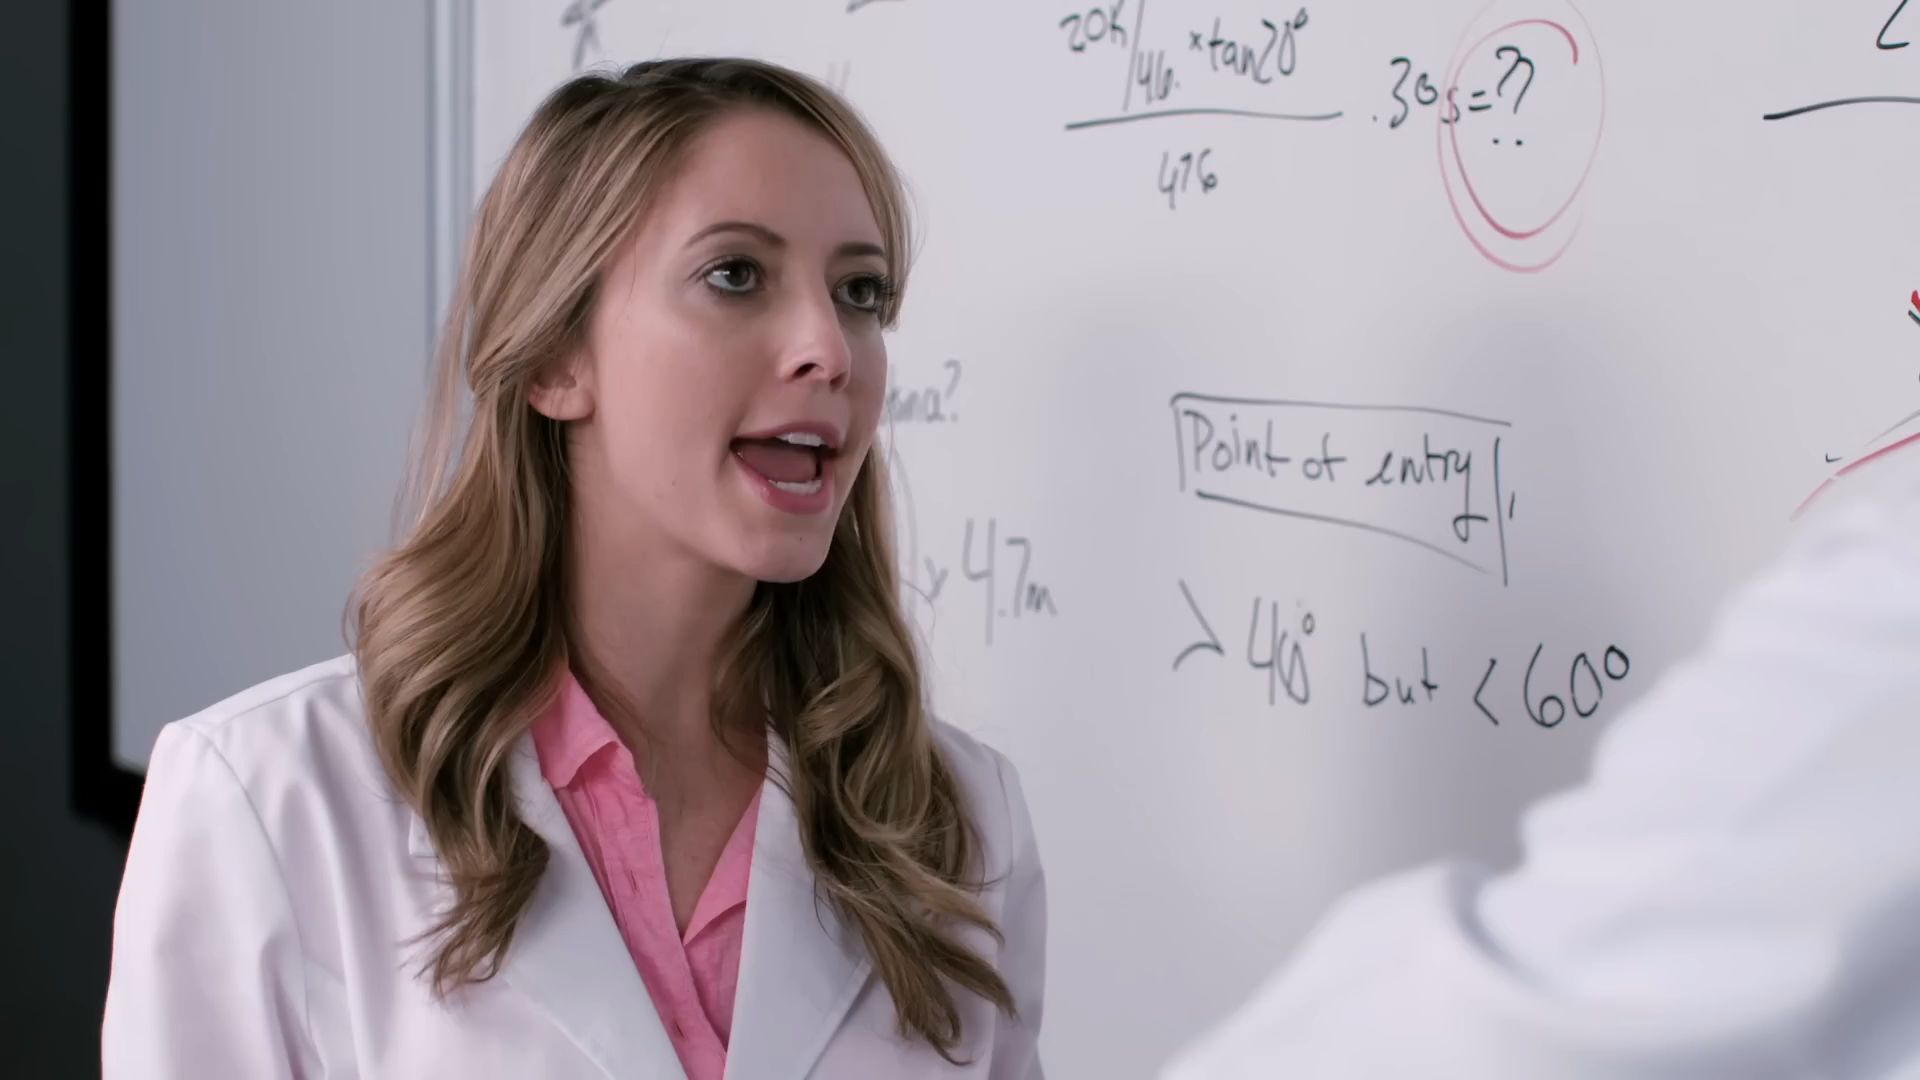 20K/46. × tan20°
.30s = ??
476
Point of entry
4.7m
> 40° but < 60°